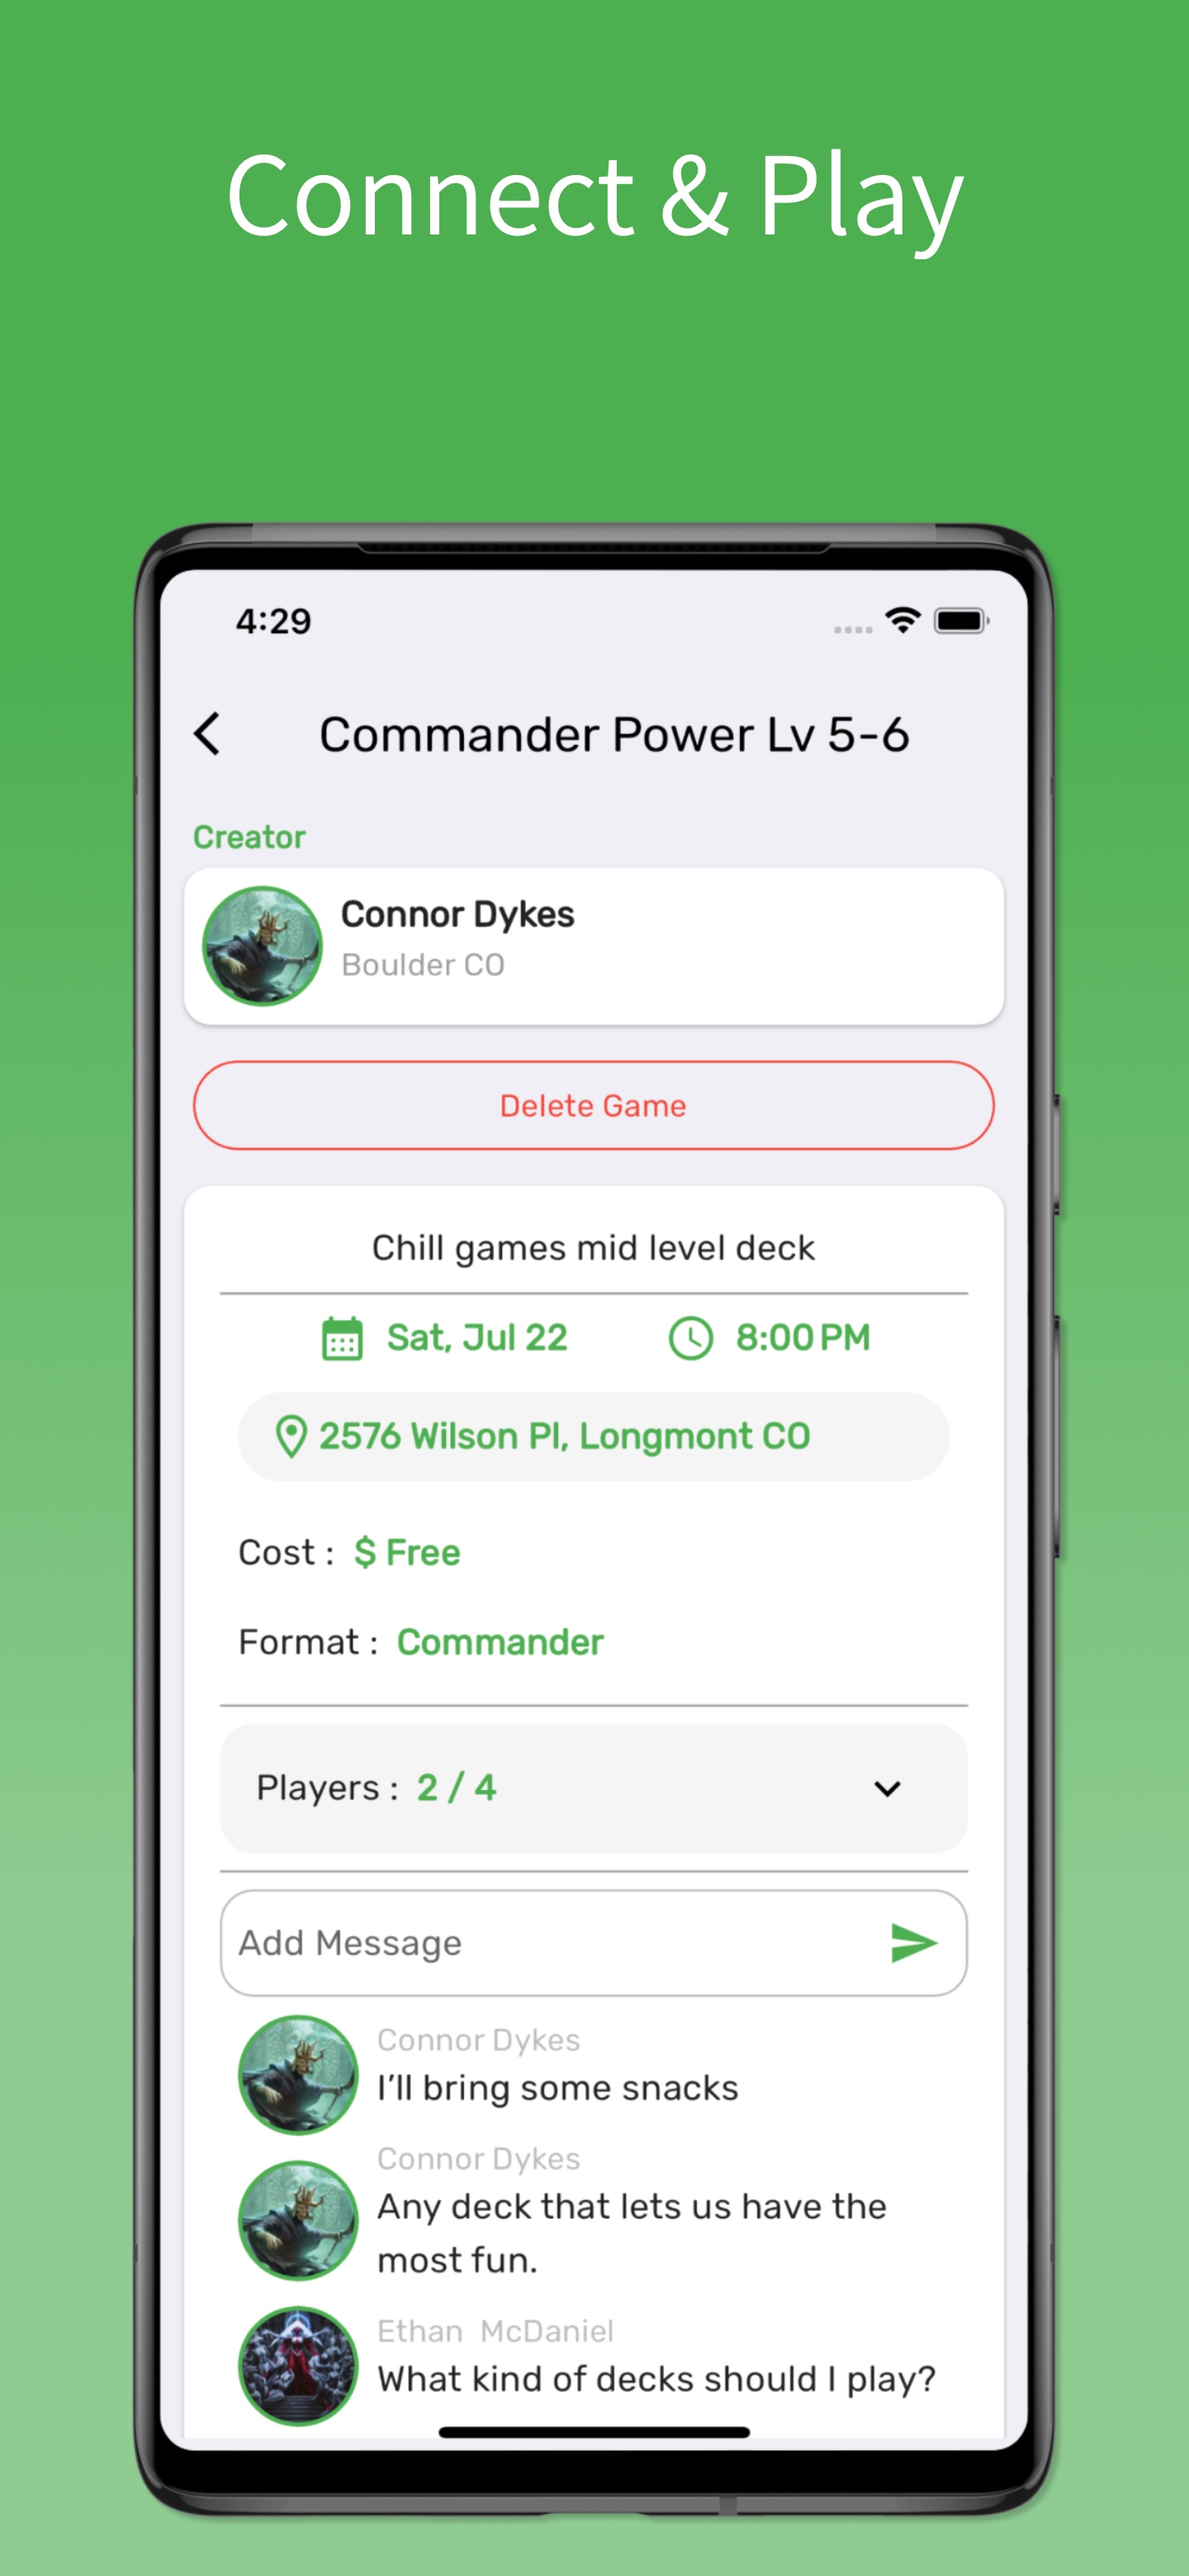 Connect & Play
4:29
Commander Power Lv 5-6
Creator
Connor Dykes
Boulder CO
Delete Game
Chill games mid level deck
Sat, Jul 22 8:00 PM
2576 Wilson Pl, Longmont CO
Cost : $ Free
Format : Commander
Players : 2 / 4
Add Message
Connor Dykes
I'll bring some snacks
Connor Dykes
Any deck that lets us have the
most fun.
Ethan McDaniel
What kind of decks should I play?